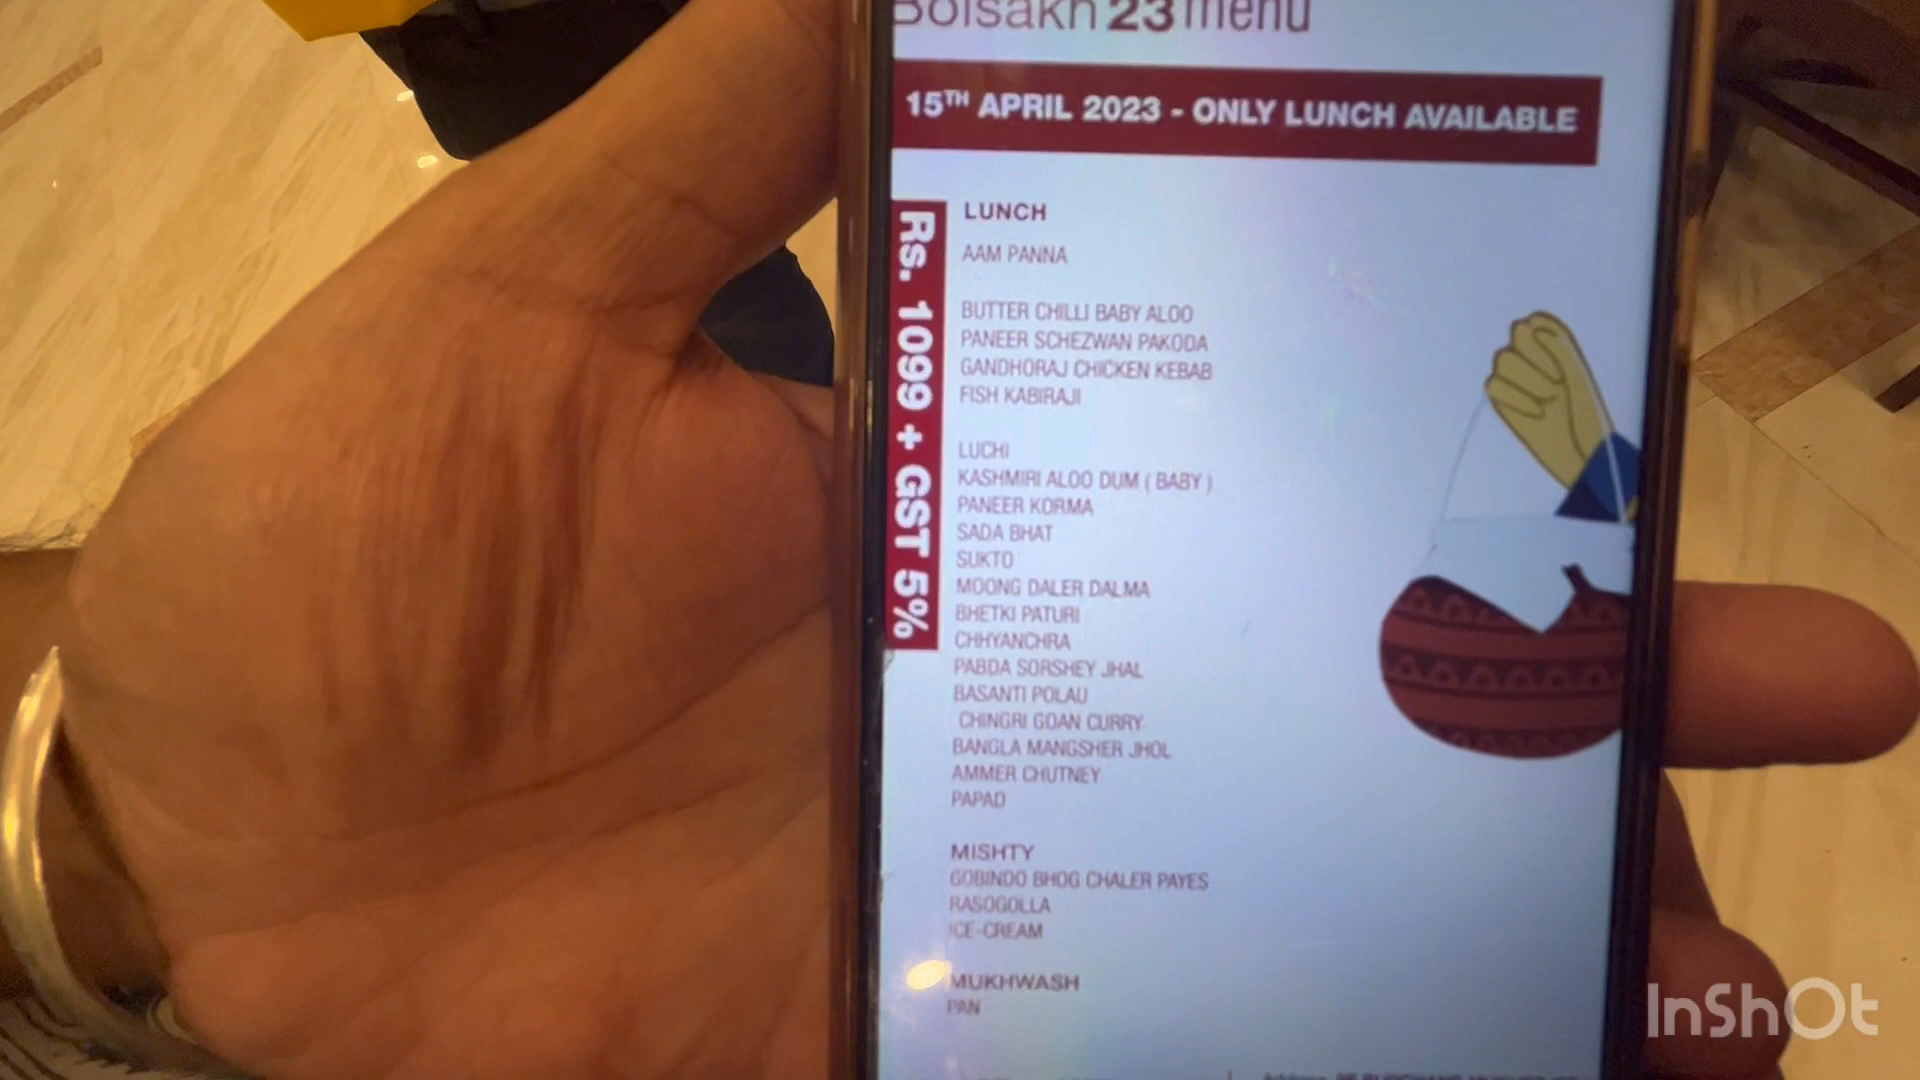 Boisakh 23 menu
15TH APRIL 2023 - ONLY LUNCH AVAILABLE
Rs. 1099 + GST 5%
LUNCH
AAM PANNA
BUTTER CHILLI BABY ALOO
PANEER SCHEZWAN PAKODA
GANDHORAJ CHICKEN KEBAB
FISH KABIRAJI
LUCHI
KASHMIRI ALOO DUM ( BABY )
PANEER KORMA
SADA BHAT
SUKTO
MOONG DALER DALMA
BHETKI PATURI
CHHYANCHRA
PABDA SORSHEY JHAL
BASANTI POLAU
CHINGRI GOAN CURRY
BANGLA MANGSHER JHOL
AMMER CHUTNEY
PAPAD
MISHTY
GOBINDO BHOG CHALER PAYES
RASOGOLLA
ICE-CREAM
MUKHWASH
PAN
InShOt